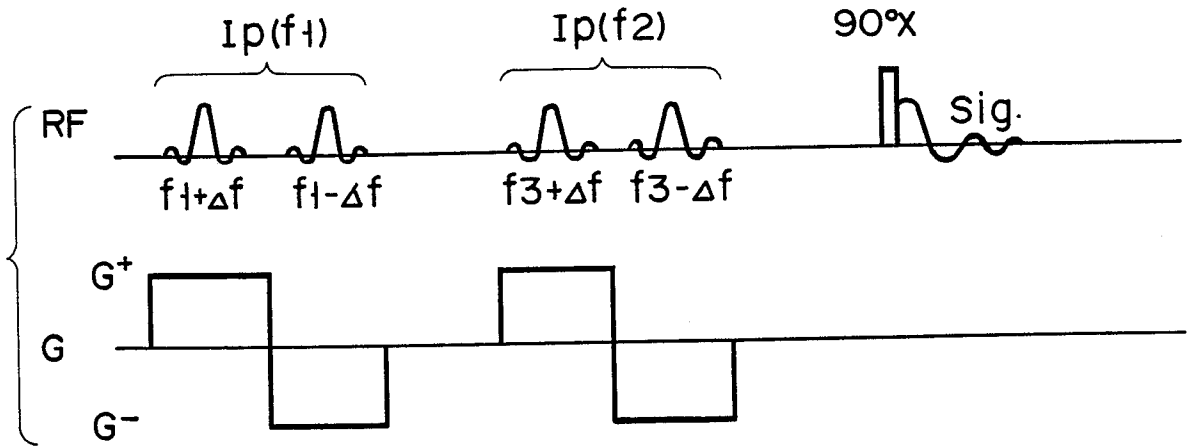 Ip(f1) Ip(f2) 90°X
RF Sig.
f1+Δf f1-Δf f3+Δf f3-Δf
G+
G
G-